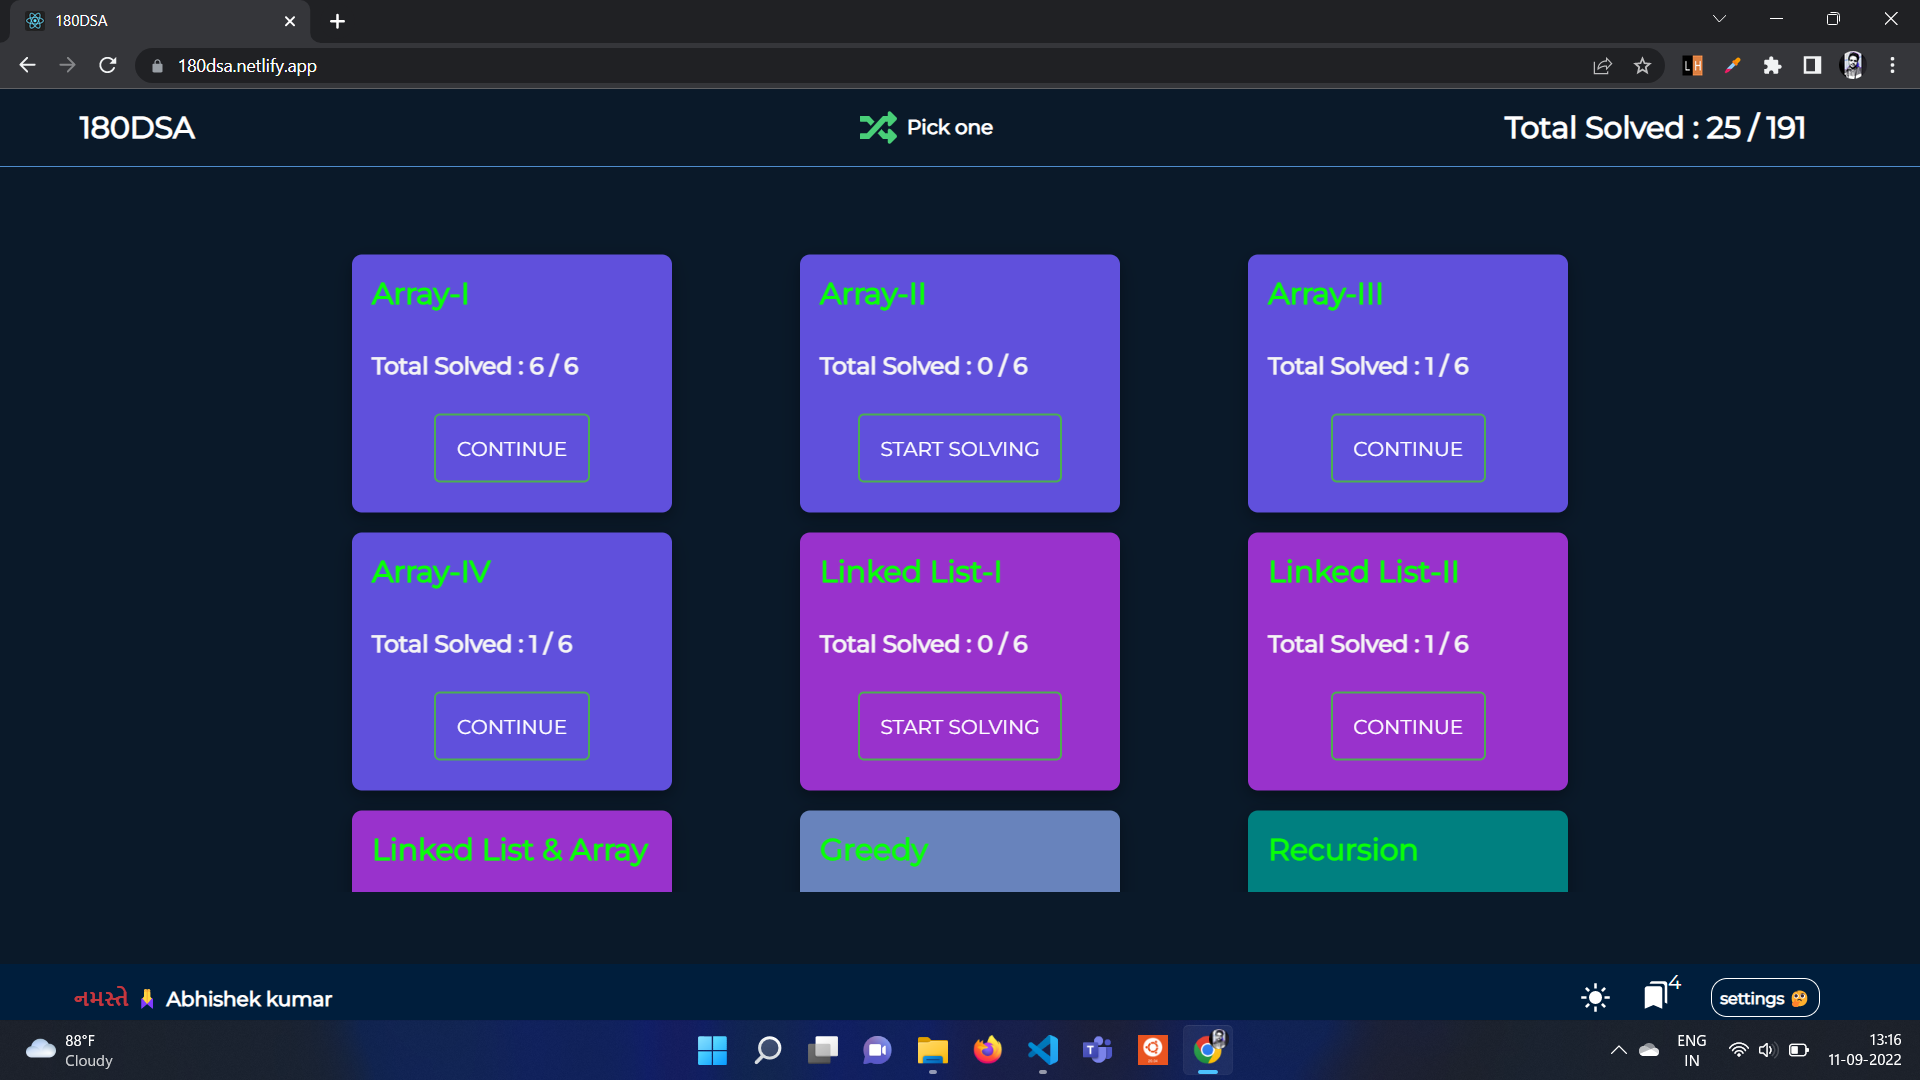 180DSA
180dsa.netlify.app
LH
180DSA
Pick one
Total Solved : 25 / 191
Array-I
Total Solved : 6 / 6
CONTINUE
Array-II
Total Solved : 0 / 6
START SOLVING
Array-III
Total Solved : 1 / 6
CONTINUE
Array-IV
Total Solved : 1 / 6
CONTINUE
Linked List-I
Total Solved : 0 / 6
START SOLVING
Linked List-II
Total Solved : 1 / 6
CONTINUE
Linked List & Array
Greedy
Recursion
નમસ્તે 🙏 Abhishek kumar
4
settings 🤔
88°F
Cloudy
ENG
IN
13:16
11-09-2022